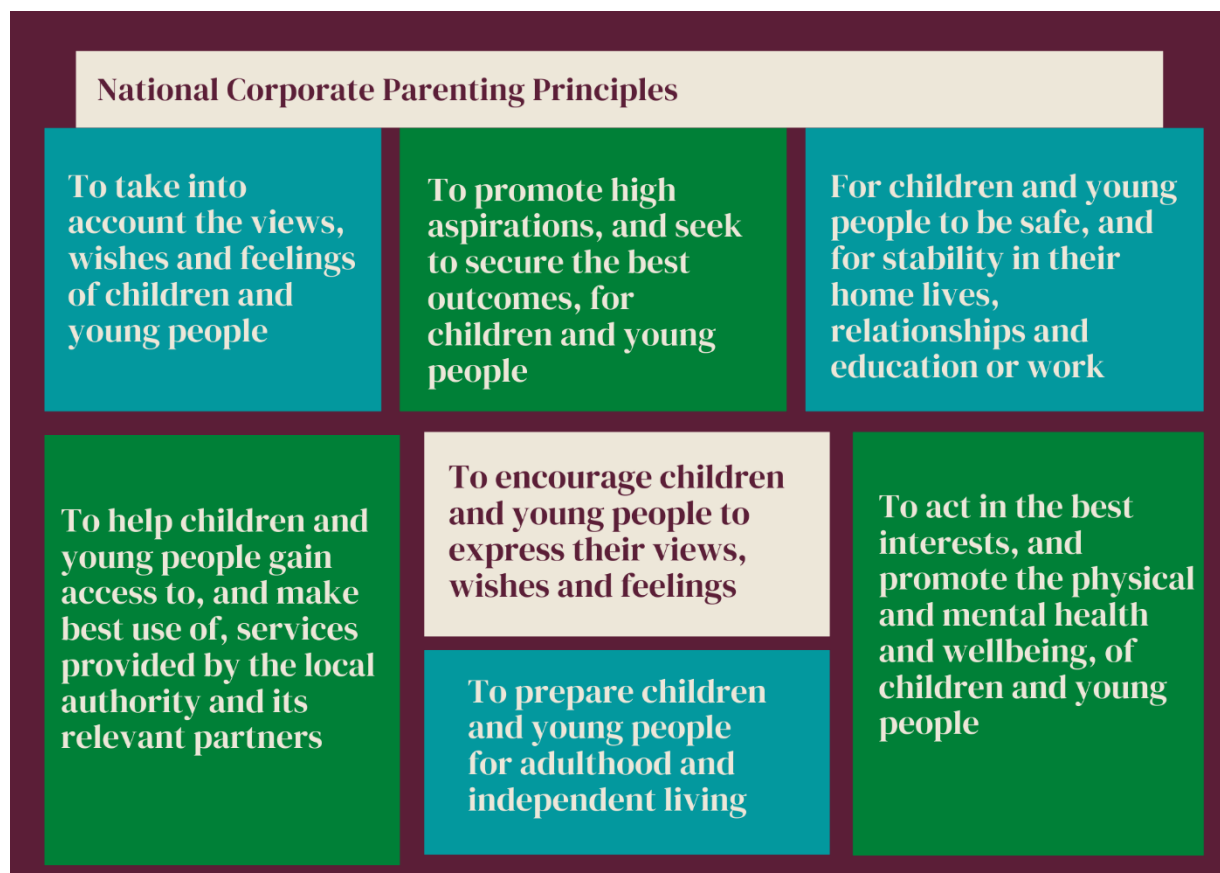 National Corporate Parenting Principles
To take into
account the views,
wishes and feelings
of children and
young people
To promote high
aspirations, and seek
to secure the best
outcomes, for
children and young
people
For children and young
people to be safe, and
for stability in their
home lives,
relationships and
education or work
To help children and
young people gain
access to, and make
best use of, services
provided by the local
authority and its
relevant partners
To encourage children
and young people to
express their views,
wishes and feelings
To prepare children
and young people
for adulthood and
independent living
To act in the best
interests, and
promote the physical
and mental health
and wellbeing, of
children and young
people